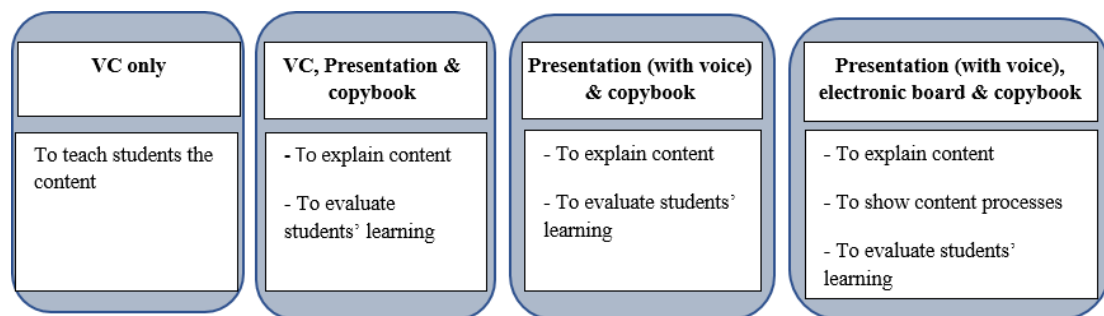 VC only
To teach students the
content
VC, Presentation &
copybook
- To explain content
- To evaluate
students’ learning
Presentation (with voice)
& copybook
- To explain content
- To evaluate students’
learning
Presentation (with voice),
electronic board & copybook
- To explain content
- To show content processes
- To evaluate students’
learning